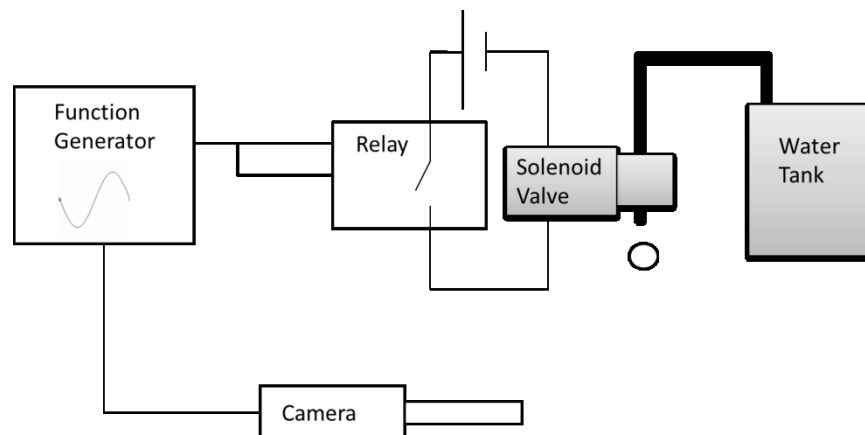 Function
Generator
Relay
Solenoid
Valve
Water
Tank
Camera